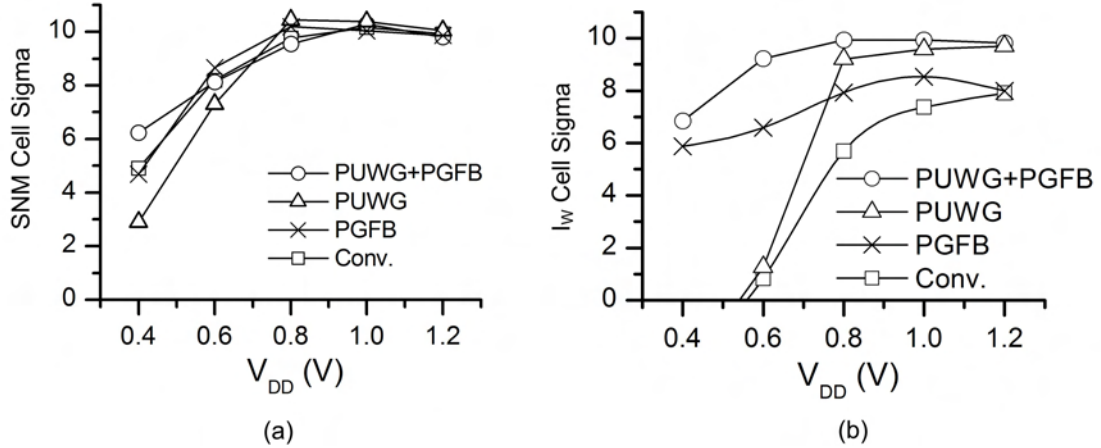 SNM Cell Sigma
10
8
6
4
2
0
0.4 0.6 0.8 1.0 1.2
V_DD (V)
PUWG+PGFB
PUWG
PGFB
Conv.
(a)
I_W Cell Sigma
10
8
6
4
2
0
0.4 0.6 0.8 1.0 1.2
V_DD (V)
PUWG+PGFB
PUWG
PGFB
Conv.
(b)